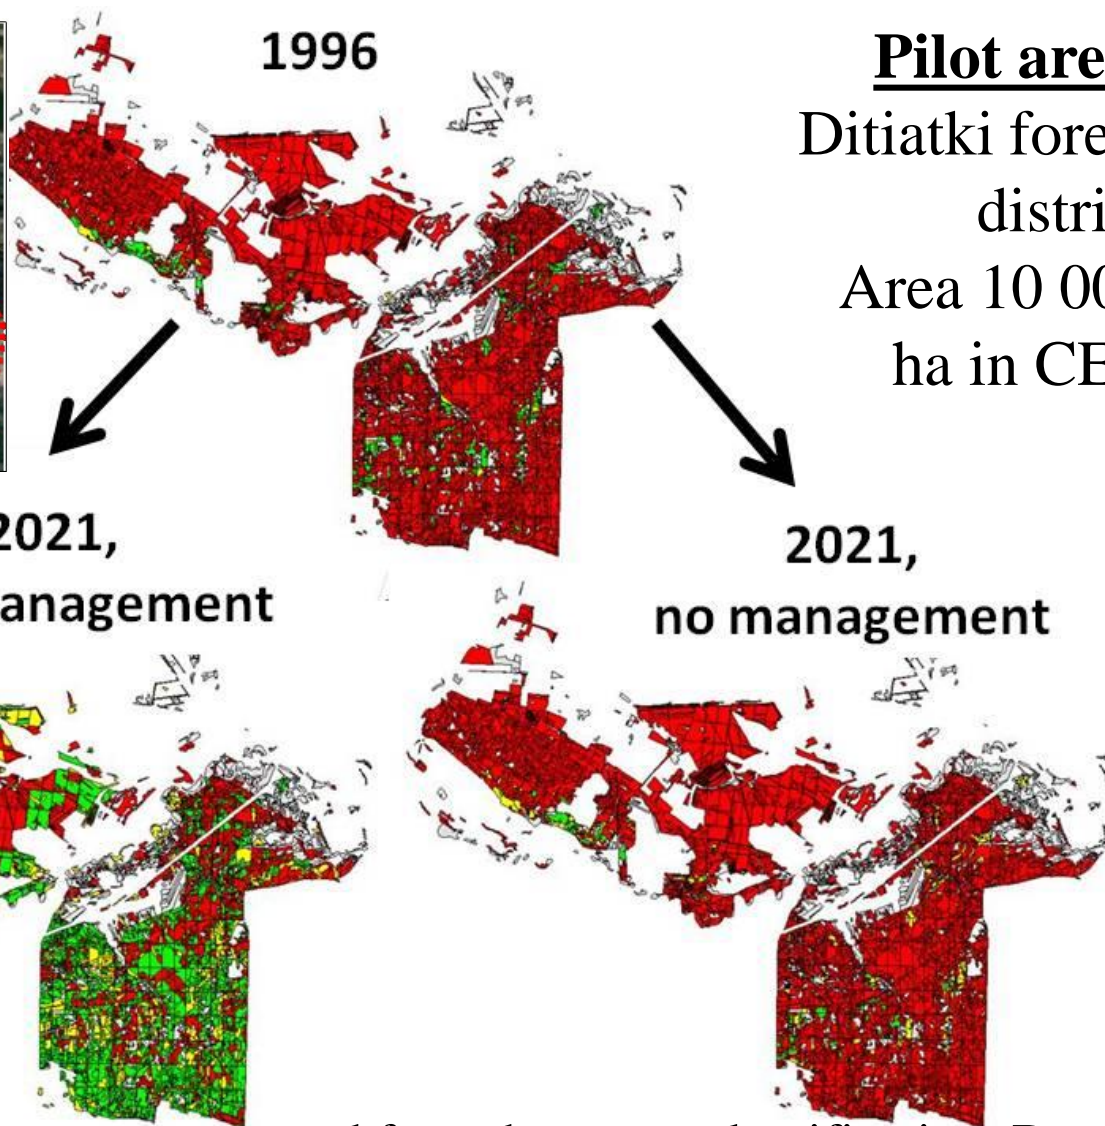 1996
Pilot are
Ditiatki fore
distri
Area 10 00
ha in CE
2021,
anagement
2021,
no management